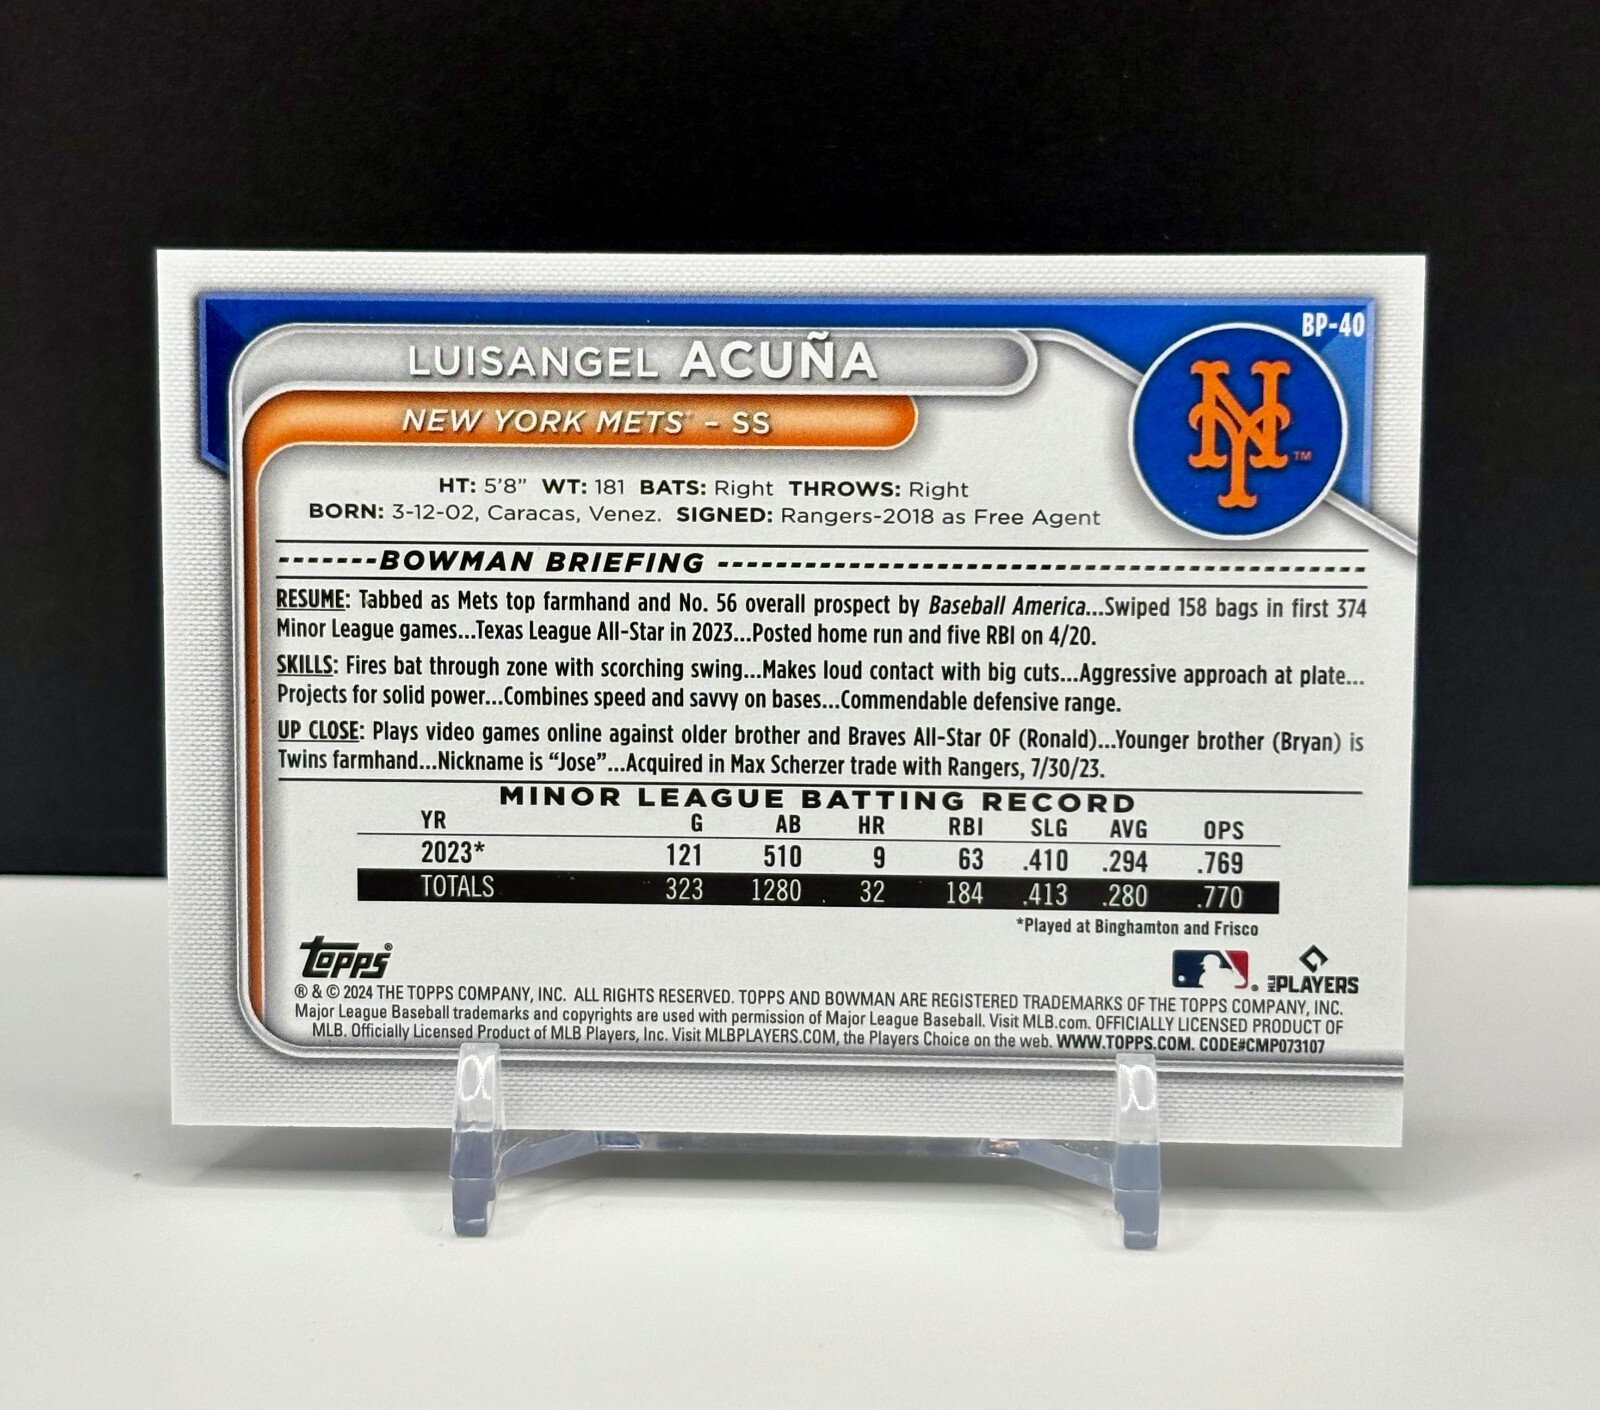 BP-40
LUISANGEL ACUÑA
NEW YORK METS - SS
NY TM
HT: 5'8" WT: 181 BATS: Right THROWS: Right
BORN: 3-12-02, Caracas, Venez. SIGNED: Rangers-2018 as Free Agent
-------BOWMAN BRIEFING --------------------------------------------
RESUME: Tabbed as Mets top farmhand and No. 56 overall prospect by Baseball America...Swiped 158 bags in first 374
Minor League games...Texas League All-Star in 2023...Posted home run and five RBI on 4/20.
SKILLS: Fires bat through zone with scorching swing...Makes loud contact with big cuts...Aggressive approach at plate...
Projects for solid power...Combines speed and savvy on bases...Commendable defensive range.
UP CLOSE: Plays video games online against older brother and Braves All-Star OF (Ronald)...Younger brother (Bryan) is
Twins farmhand...Nickname is “Jose”...Acquired in Max Scherzer trade with Rangers, 7/30/23.
MINOR LEAGUE BATTING RECORD
YR G AB HR RBI SLG AVG OPS
2023* 121 510 9 63 .410 .294 .769
TOTALS 323 1280 32 184 .413 .280 .770
*Played at Binghamton and Frisco
Topps® ® MLB PLAYERS
® & © 2024 THE TOPPS COMPANY, INC. ALL RIGHTS RESERVED. TOPPS AND BOWMAN ARE REGISTERED TRADEMARKS OF THE TOPPS COMPANY, INC.
Major League Baseball trademarks and copyrights are used with permission of Major League Baseball. Visit MLB.com. OFFICIALLY LICENSED PRODUCT OF
MLB. Officially Licensed Product of MLB Players, Inc. Visit MLBPLAYERS.COM, the Players Choice on the web. WWW.TOPPS.COM. CODE#CMP073107